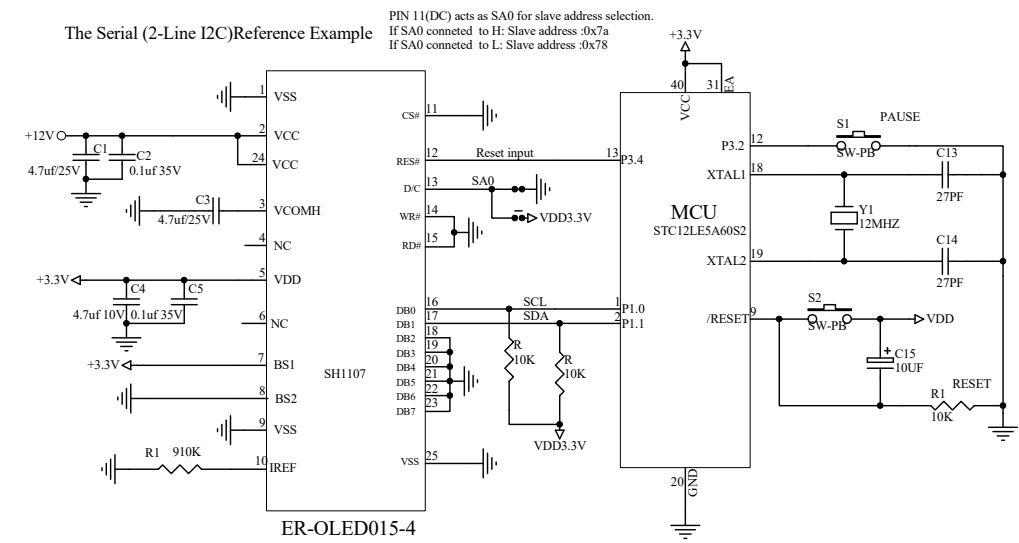 PIN 11(DC) acts as SA0 for slave address selection.
The Serial (2-Line I2C)Reference Example
If SA0 conneted to H: Slave address :0x7a
If SA0 conneted to L: Slave address :0x78
+3.3V
1 VSS
+12V
2 VCC
C1
C2
4.7uf/25V
0.1uf 35V
24 VCC
C3
4.7uf/25V
3 VCOMH
4 NC
+3.3V
5 VDD
C4
C5
4.7uf 10V
0.1uf 35V
6 NC
+3.3V
7 BS1
8 BS2
9 VSS
R1 910K
10 IREF
SH1107
ER-OLED015-4
CS# 11
RES# 12
Reset input
D/C 13
SA0
VDD3.3V
WR# 14
RD# 15
DB0 16
SCL
DB1 17
SDA
DB2 18
DB3 19
DB4 20
DB5 21
DB6 22
DB7 23
VSS 25
R
10K
R
10K
VDD3.3V
40
VCC
31
EA
13 P3.4
1 P1.0
2 P1.1
MCU
STC12LE5A60S2
P3.2 12
XTAL1 18
XTAL2 19
/RESET 9
20
GND
S1
PAUSE
SW-PB
C13
27PF
Y1
12MHZ
C14
27PF
S2
SW-PB
VDD
+
C15
10UF
R1
RESET
10K